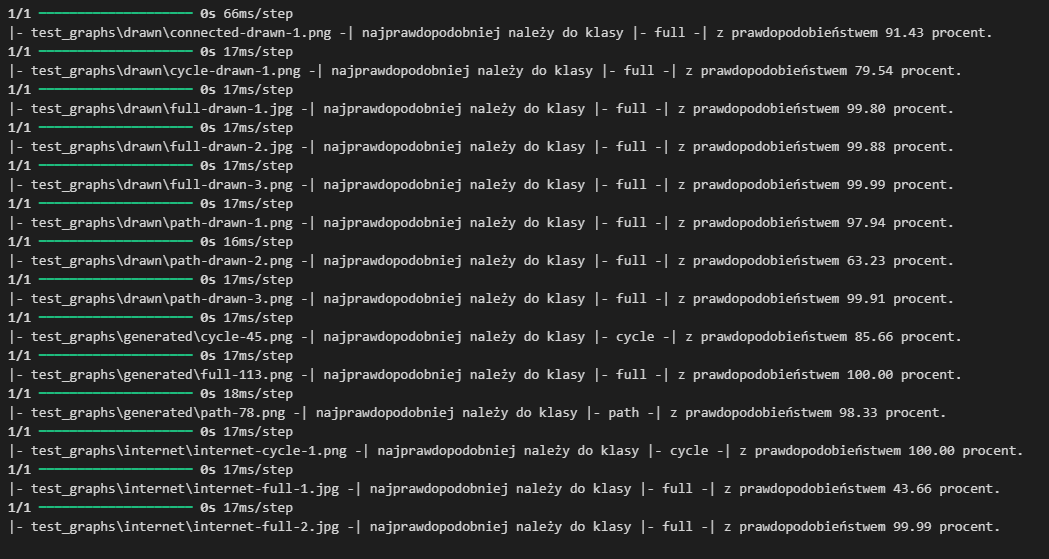 1/1 ━━━━━━━━━━━━━━━━━━━━ 0s 66ms/step
|- test_graphs\drawn\connected-drawn-1.png -| najprawdopodobniej należy do klasy |- full -| z prawdopodobieństwem 91.43 procent.
1/1 ━━━━━━━━━━━━━━━━━━━━ 0s 17ms/step
|- test_graphs\drawn\cycle-drawn-1.png -| najprawdopodobniej należy do klasy |- full -| z prawdopodobieństwem 79.54 procent.
1/1 ━━━━━━━━━━━━━━━━━━━━ 0s 17ms/step
|- test_graphs\drawn\full-drawn-1.jpg -| najprawdopodobniej należy do klasy |- full -| z prawdopodobieństwem 99.80 procent.
1/1 ━━━━━━━━━━━━━━━━━━━━ 0s 17ms/step
|- test_graphs\drawn\full-drawn-2.jpg -| najprawdopodobniej należy do klasy |- full -| z prawdopodobieństwem 99.88 procent.
1/1 ━━━━━━━━━━━━━━━━━━━━ 0s 17ms/step
|- test_graphs\drawn\full-drawn-3.png -| najprawdopodobniej należy do klasy |- full -| z prawdopodobieństwem 99.99 procent.
1/1 ━━━━━━━━━━━━━━━━━━━━ 0s 17ms/step
|- test_graphs\drawn\path-drawn-1.png -| najprawdopodobniej należy do klasy |- full -| z prawdopodobieństwem 97.94 procent.
1/1 ━━━━━━━━━━━━━━━━━━━━ 0s 16ms/step
|- test_graphs\drawn\path-drawn-2.png -| najprawdopodobniej należy do klasy |- full -| z prawdopodobieństwem 63.23 procent.
1/1 ━━━━━━━━━━━━━━━━━━━━ 0s 17ms/step
|- test_graphs\drawn\path-drawn-3.png -| najprawdopodobniej należy do klasy |- full -| z prawdopodobieństwem 99.91 procent.
1/1 ━━━━━━━━━━━━━━━━━━━━ 0s 17ms/step
|- test_graphs\generated\cycle-45.png -| najprawdopodobniej należy do klasy |- cycle -| z prawdopodobieństwem 85.66 procent.
1/1 ━━━━━━━━━━━━━━━━━━━━ 0s 17ms/step
|- test_graphs\generated\full-113.png -| najprawdopodobniej należy do klasy |- full -| z prawdopodobieństwem 100.00 procent.
1/1 ━━━━━━━━━━━━━━━━━━━━ 0s 18ms/step
|- test_graphs\generated\path-78.png -| najprawdopodobniej należy do klasy |- path -| z prawdopodobieństwem 98.33 procent.
1/1 ━━━━━━━━━━━━━━━━━━━━ 0s 17ms/step
|- test_graphs\internet\internet-cycle-1.png -| najprawdopodobniej należy do klasy |- cycle -| z prawdopodobieństwem 100.00 procent.
1/1 ━━━━━━━━━━━━━━━━━━━━ 0s 17ms/step
|- test_graphs\internet\internet-full-1.jpg -| najprawdopodobniej należy do klasy |- full -| z prawdopodobieństwem 43.66 procent.
1/1 ━━━━━━━━━━━━━━━━━━━━ 0s 17ms/step
|- test_graphs\internet\internet-full-2.jpg -| najprawdopodobniej należy do klasy |- full -| z prawdopodobieństwem 99.99 procent.